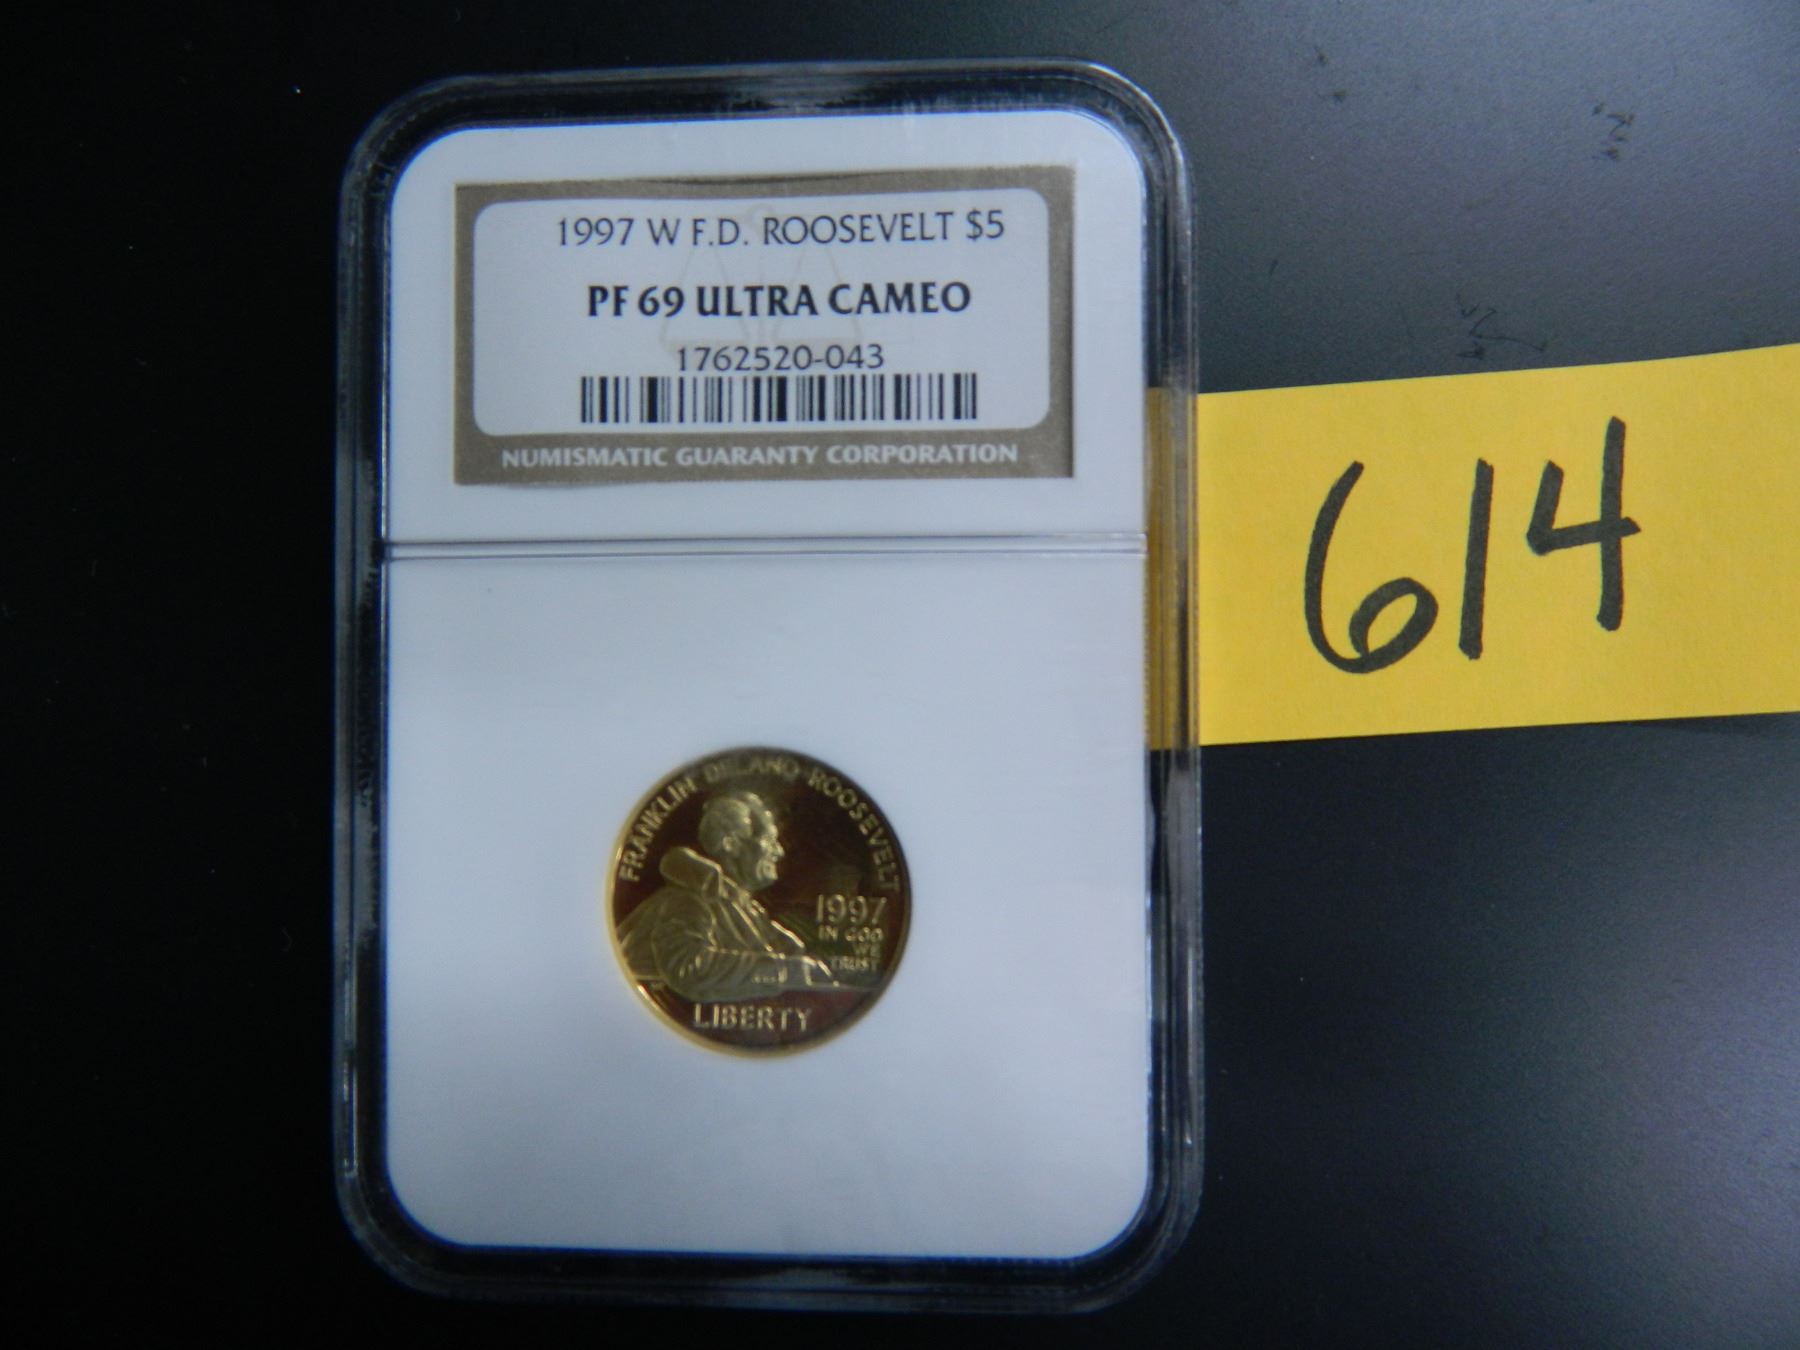 1997 W F.D. ROOSEVELT $5
PF 69 ULTRA CAMEO
1762520-043
NUMISMATIC GUARANTY CORPORATION
614
FRANKLIN DELANO ROOSEVELT
1997
IN GOD
WE
TRUST
LIBERTY